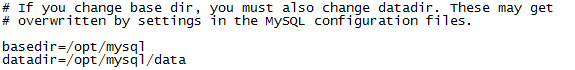 # If you change base dir, you must also change datadir. These may get
# overwritten by settings in the MySQL configuration files.
basedir=/opt/mysql
datadir=/opt/mysql/data